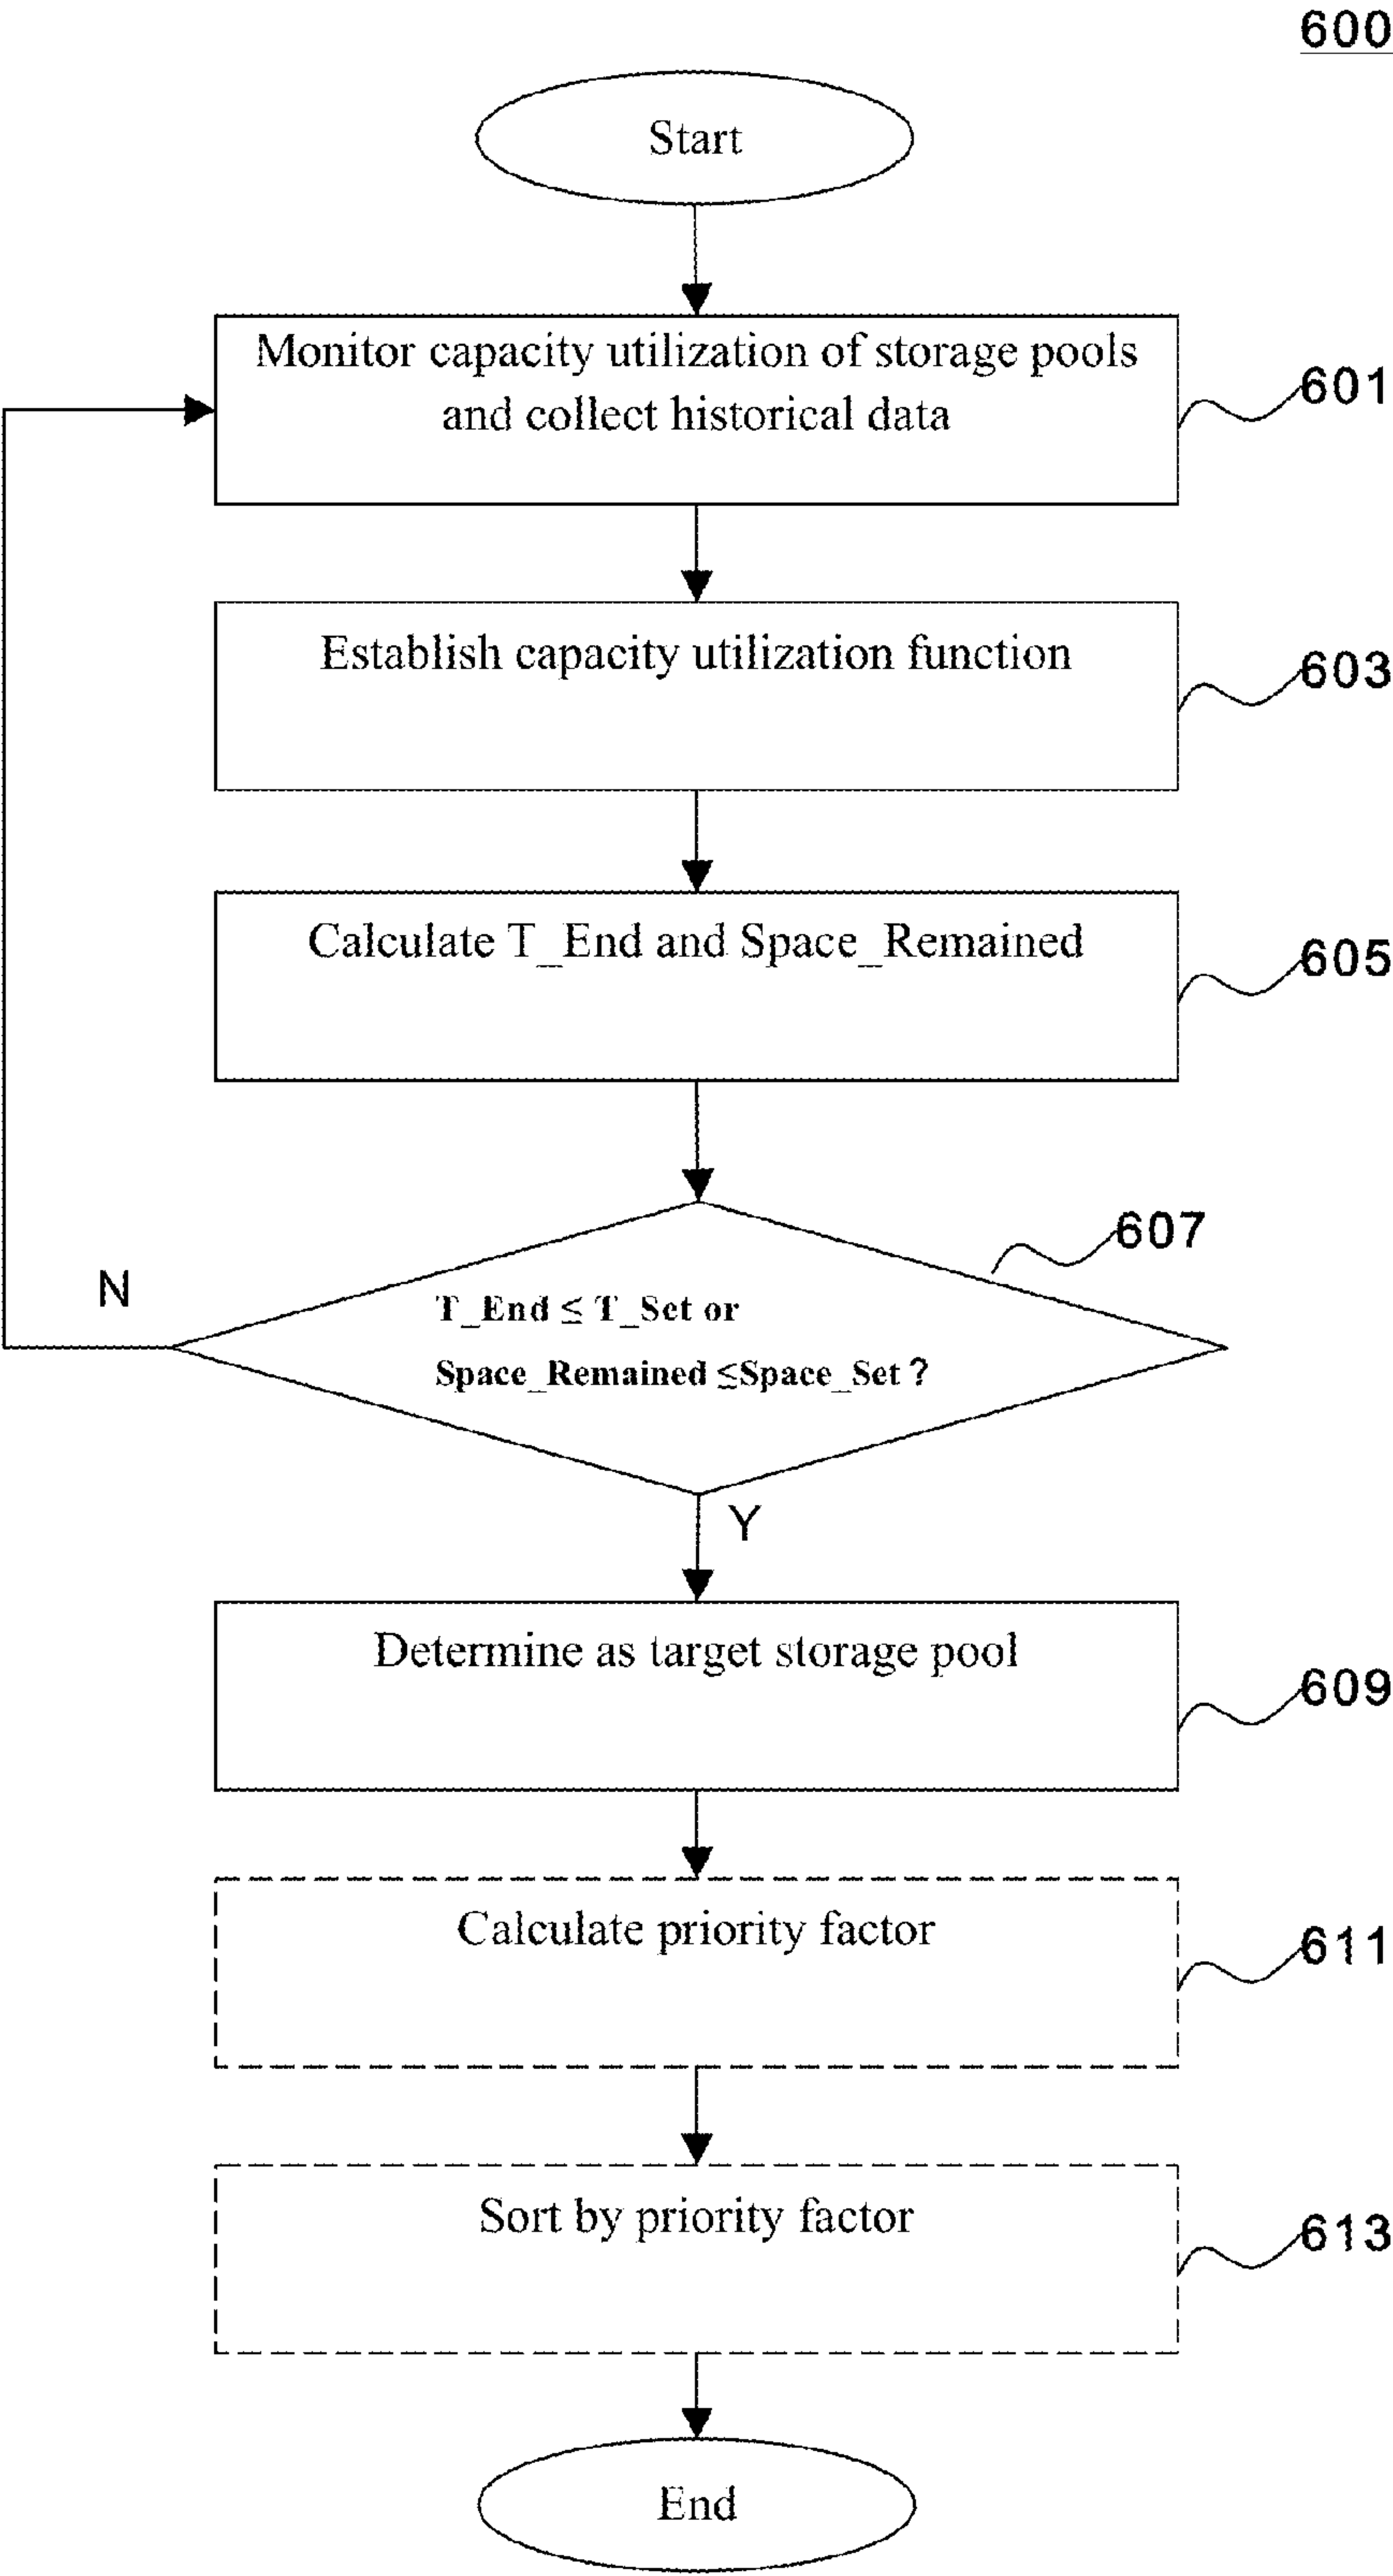 600
Start
Monitor capacity utilization of storage pools
and collect historical data
601
Establish capacity utilization function
603
Calculate T_End and Space_Remained
605
607
N
T_End ≦ T_Set or
Space_Remained ≦Space_Set ?
Y
Determine as target storage pool
609
Calculate priority factor
611
Sort by priority factor
613
End